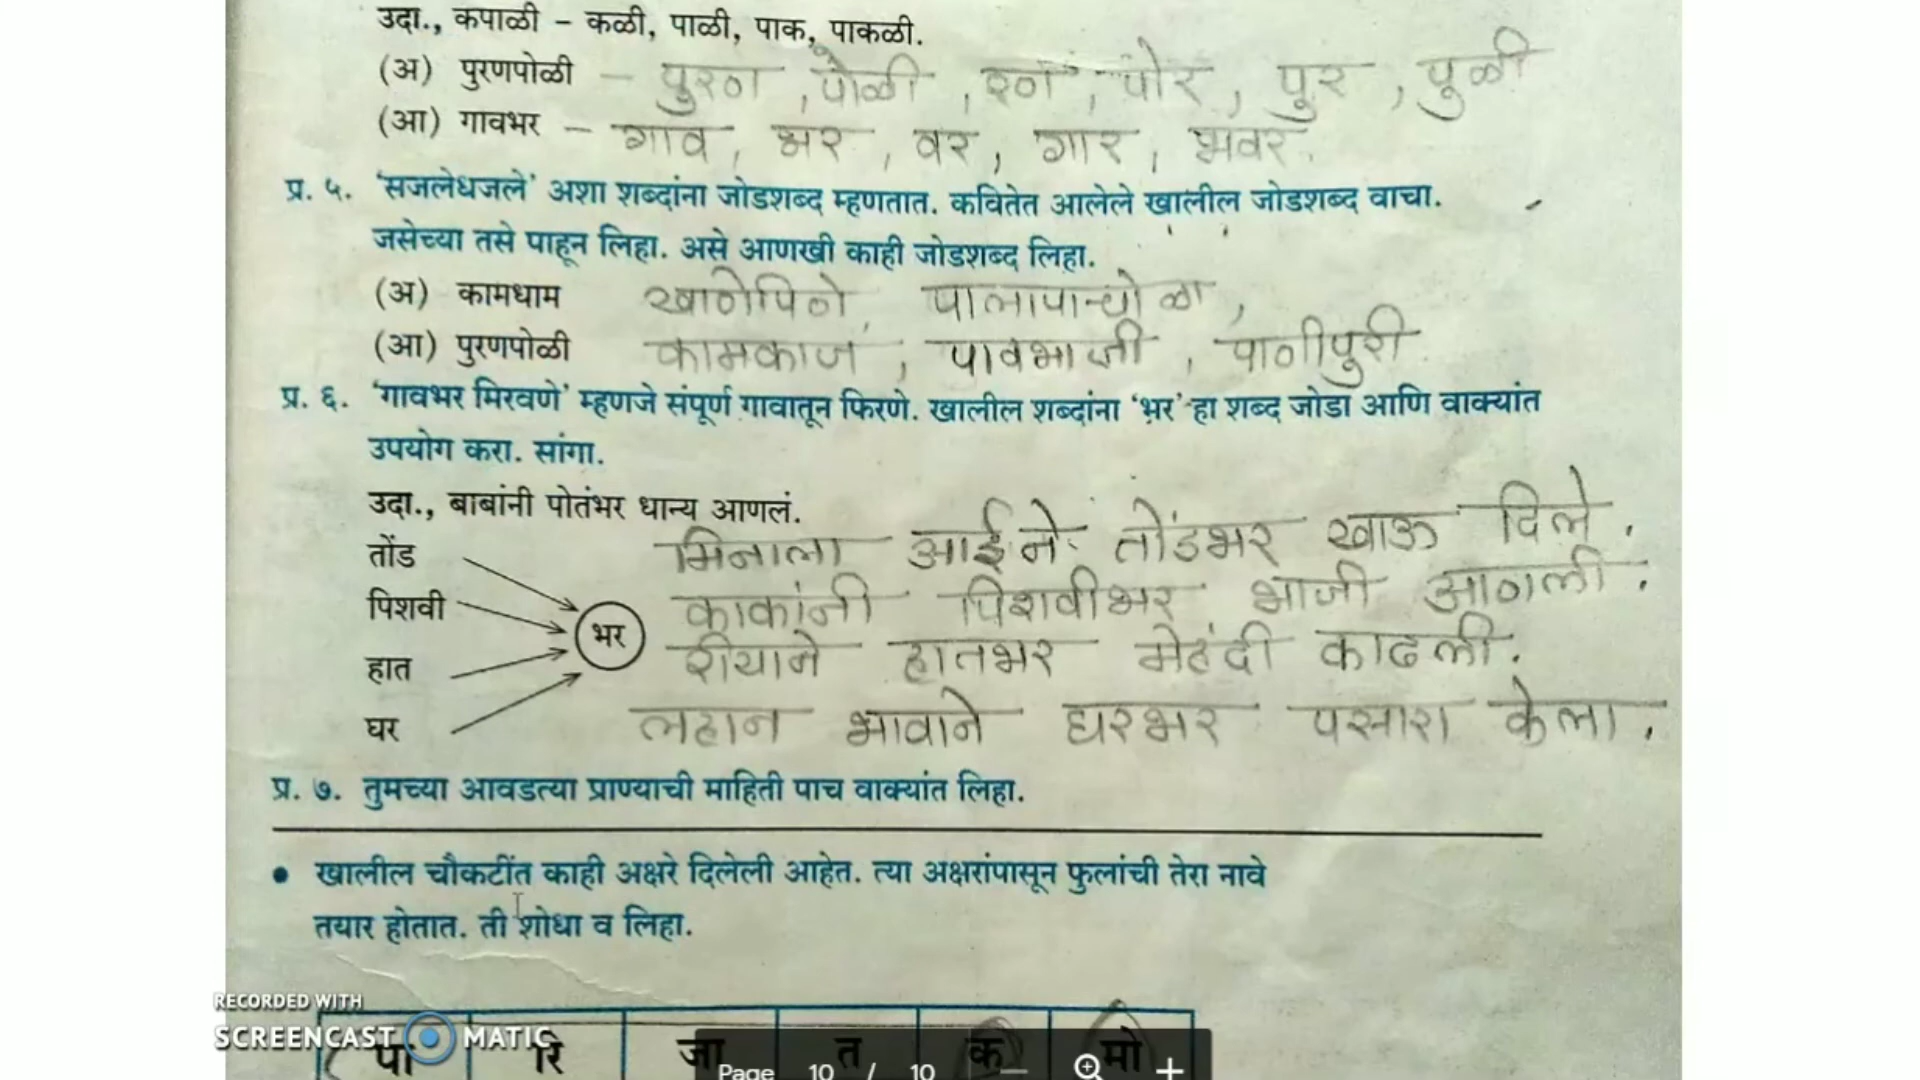 उदा., कपाळी – कळी, पाळी, पाक, पाकळी.
(अ) पुरणपोळी – पुरण, पोळी, रण, पोर, पुर, पुळी
(आ) गावभर – गाव, भर, वर, गार, भवर.
प्र. ५. 'सजलेधजले' अशा शब्दांना जोडशब्द म्हणतात. कवितेत आलेले खालील जोडशब्द वाचा.
जसेच्या तसे पाहून लिहा. असे आणखी काही जोडशब्द लिहा.
(अ) कामधाम खाणेपिणे, पालापाचोळा,
(आ) पुरणपोळी कामकाज, पावभाजी, पाणीपुरी
प्र. ६. 'गावभर मिरवणे' म्हणजे संपूर्ण गावातून फिरणे. खालील शब्दांना 'भर' हा शब्द जोडा आणि वाक्यांत
उपयोग करा. सांगा.
उदा., बाबांनी पोतंभर धान्य आणलं.
तोंड मिनाला आईने तोंडभर खाऊ दिले.
पिशवी काकांनी पिशवीभर भाजी आणली.
भर
हात रीयाने हातभर मेहंदी काढली.
घर लहान भावाने घरभर पसारा केला.
प्र. ७. तुमच्या आवडत्या प्राण्याची माहिती पाच वाक्यांत लिहा.
• खालील चौकटींत काही अक्षरे दिलेली आहेत. त्या अक्षरांपासून फुलांची तेरा नावे
तयार होतात. ती शोधा व लिहा.
RECORDED WITH
SCREENCAST MATIC
पा रि जा त क मो
Page 10 / 10